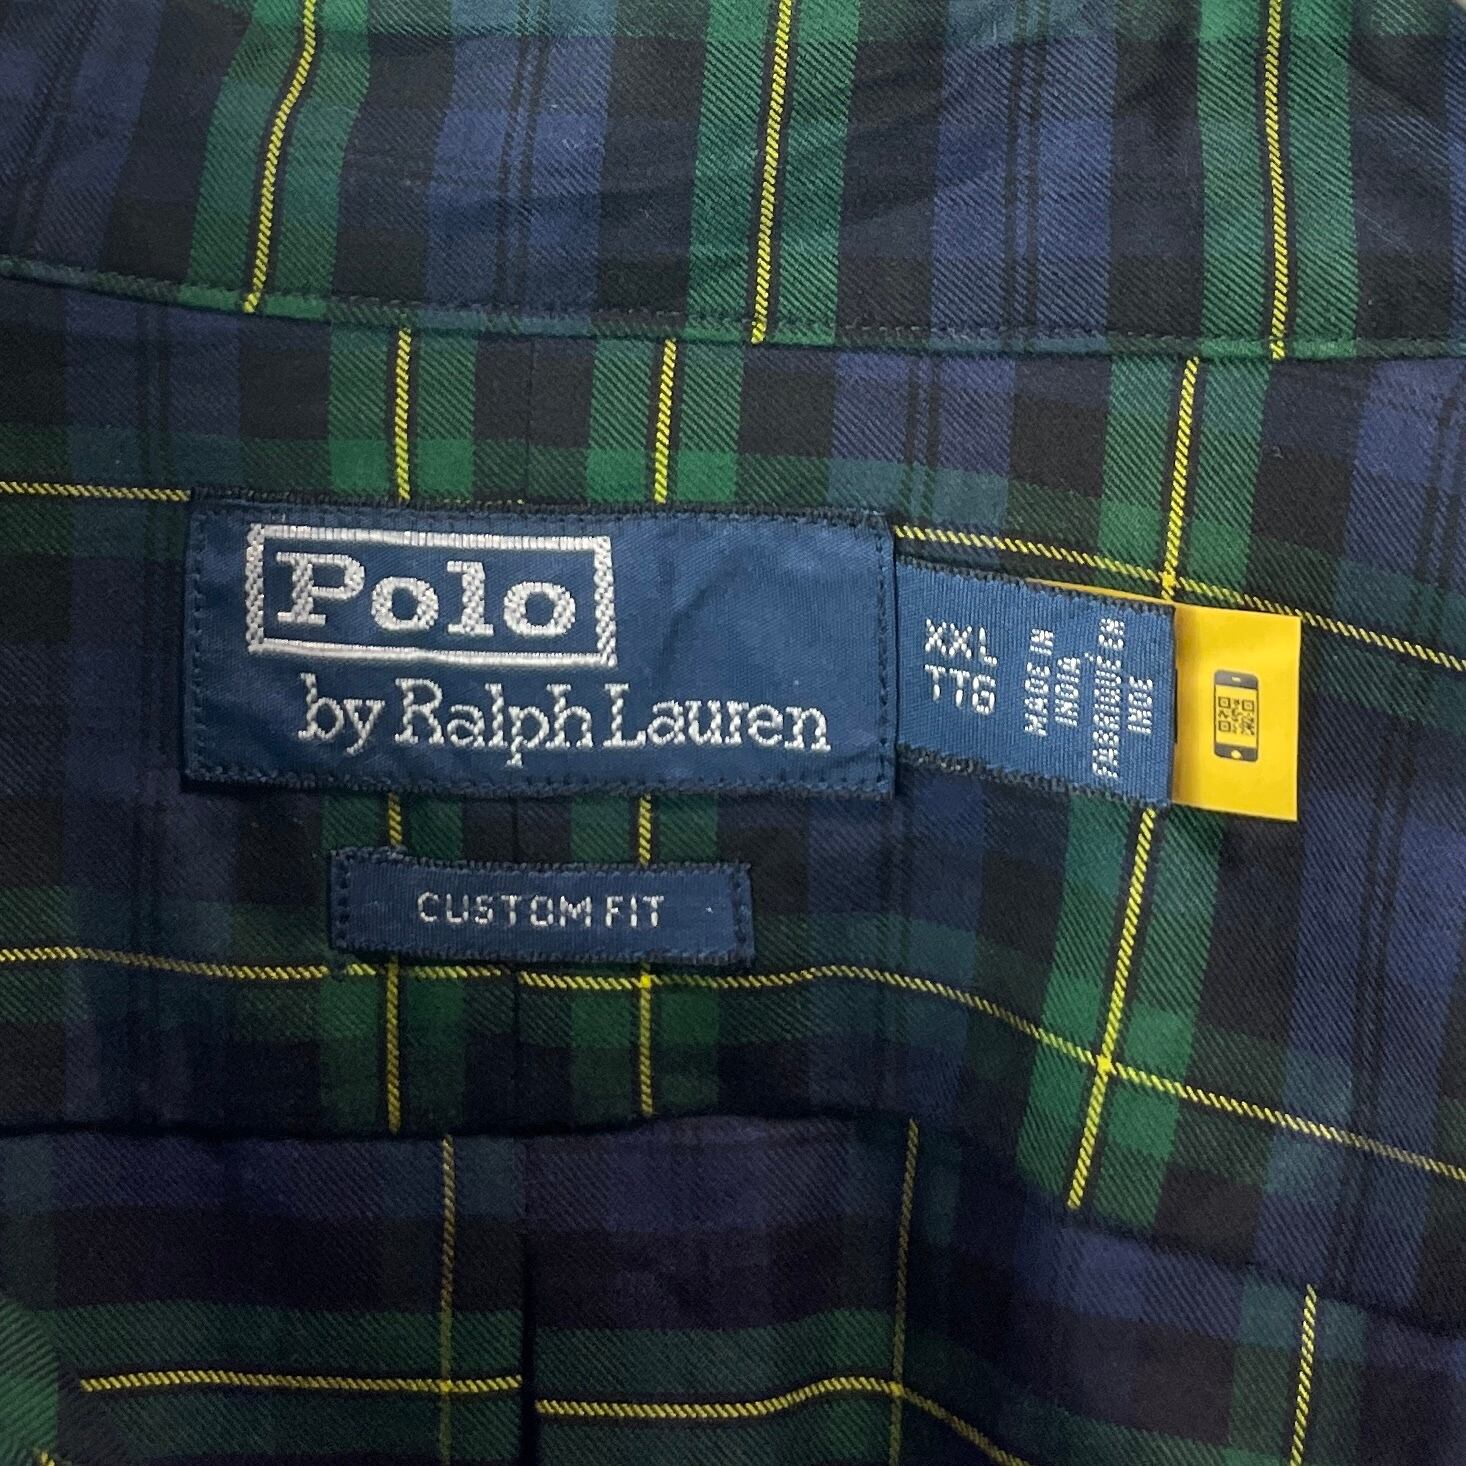 Polo
by Ralph Lauren
XXL
TTG
MADE IN
INDIA
FABRIQUÉ EN
INDE
CUSTOM FIT